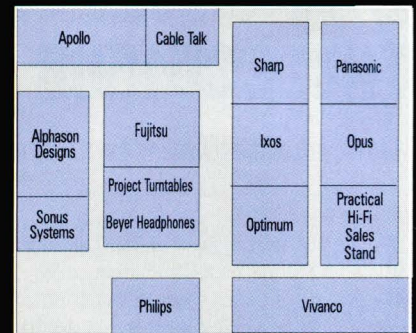 Apollo
Cable Talk
Sharp
Panasonic
Alphason
Designs
Fujitsu
Ixos
Opus
Project Turntables
Beyer Headphones
Sonus
Systems
Optimum
Practical
Hi-Fi
Sales
Stand
Philips
Vivanco